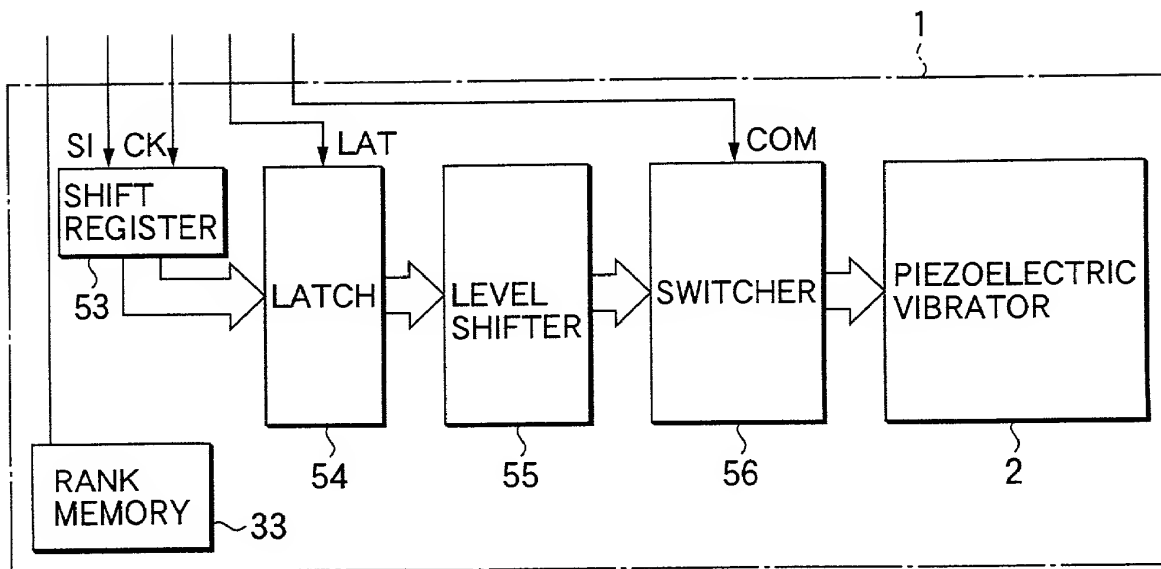 1
SI CK
LAT
COM
SHIFT
REGISTER
53
LATCH
54
LEVEL
SHIFTER
55
SWITCHER
56
PIEZOELECTRIC
VIBRATOR
2
RANK
MEMORY
33